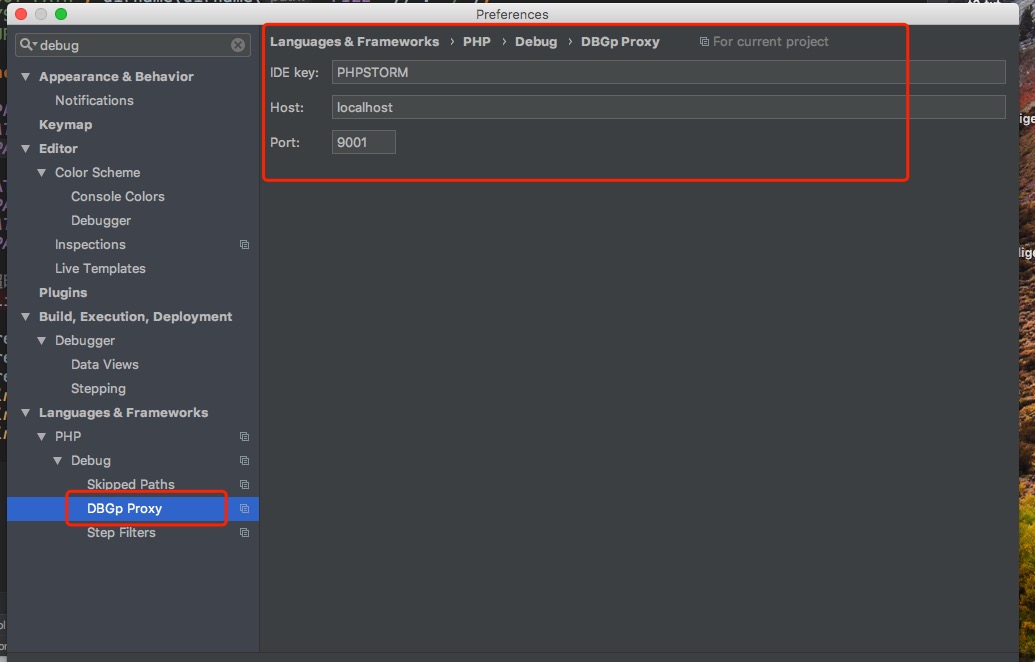 Preferences
debug
Appearance & Behavior
Notifications
Keymap
Editor
Color Scheme
Console Colors
Debugger
Inspections
Live Templates
Plugins
Build, Execution, Deployment
Debugger
Data Views
Stepping
Languages & Frameworks
PHP
Debug
Skipped Paths
DBGp Proxy
Step Filters
Languages & Frameworks › PHP › Debug › DBGp Proxy For current project
IDE key: PHPSTORM
Host: localhost
Port: 9001